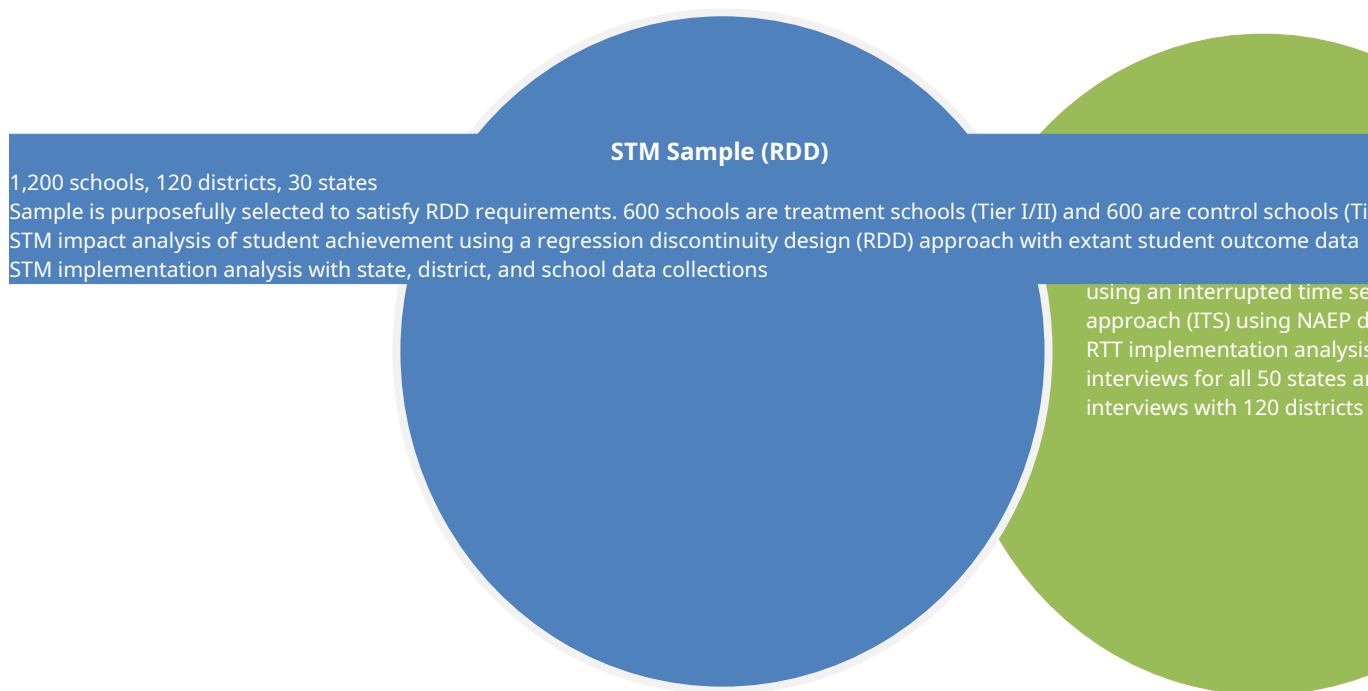 STM Sample (RDD)
1,200 schools, 120 districts, 30 states
Sample is purposefully selected to satisfy RDD requirements. 600 schools are treatment schools (Tier I/II) and 600 are control schools
STM impact analysis of student achievement using a regression discontinuity design (RDD) approach with extant student outcome data
STM implementation analysis with state, district, and school data collections
using an interrupted time
approach (ITS) using NAEP
RTT implementation analysis
interviews for all 50 states
interviews with 120 districts